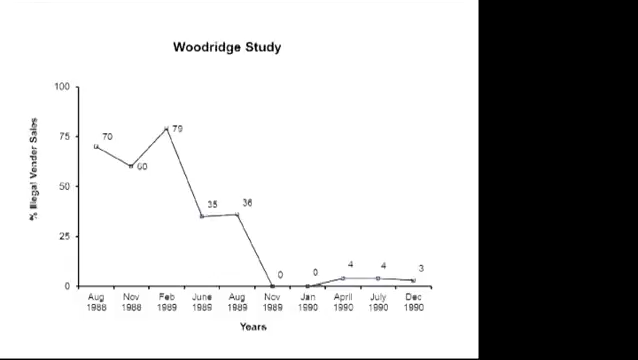 Woodridge Study
% Illegal Vender Sales
100
75
50
25
0
70
60
79
35
36
0
0
4
4
3
Aug 1988
Nov 1988
Feb 1989
June 1989
Aug 1989
Nov 1989
Jan 1990
April 1990
July 1990
Dec 1990
Years